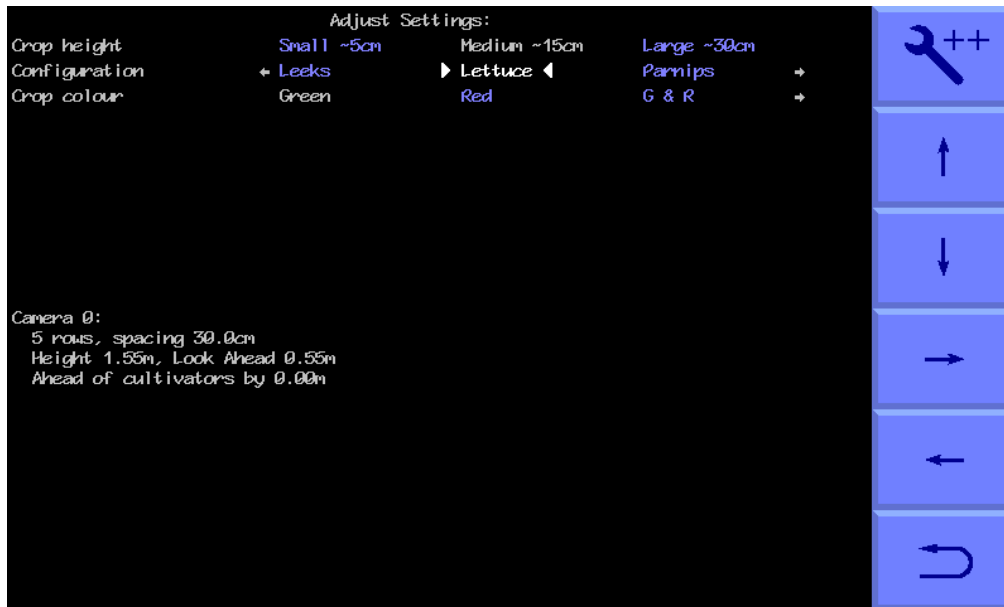 Adjust Settings:
Crop height Small ~5cm Medium ~15cm Large ~30cm
Configuration Leeks Lettuce Parnips
Crop colour Green Red G & R
Camera 0:
5 rows, spacing 30.0cm
Height 1.55m, Look Ahead 0.55m
Ahead of cultivators by 0.00m
++